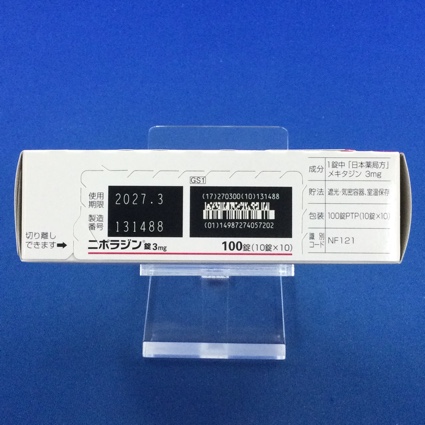 切り離し
できます➡
使用
期限
2027.3
製造
番号
131488
GS1
(17)270300(10)131488
(01)14987274057202
ニポラジン錠3mg
100錠(10錠×10)
成分
1錠中「日本薬局方」
メキタジン 3mg
貯法
遮光・気密容器,室温保存
包装
100錠PTP(10錠×10)
識別
コード
NF121